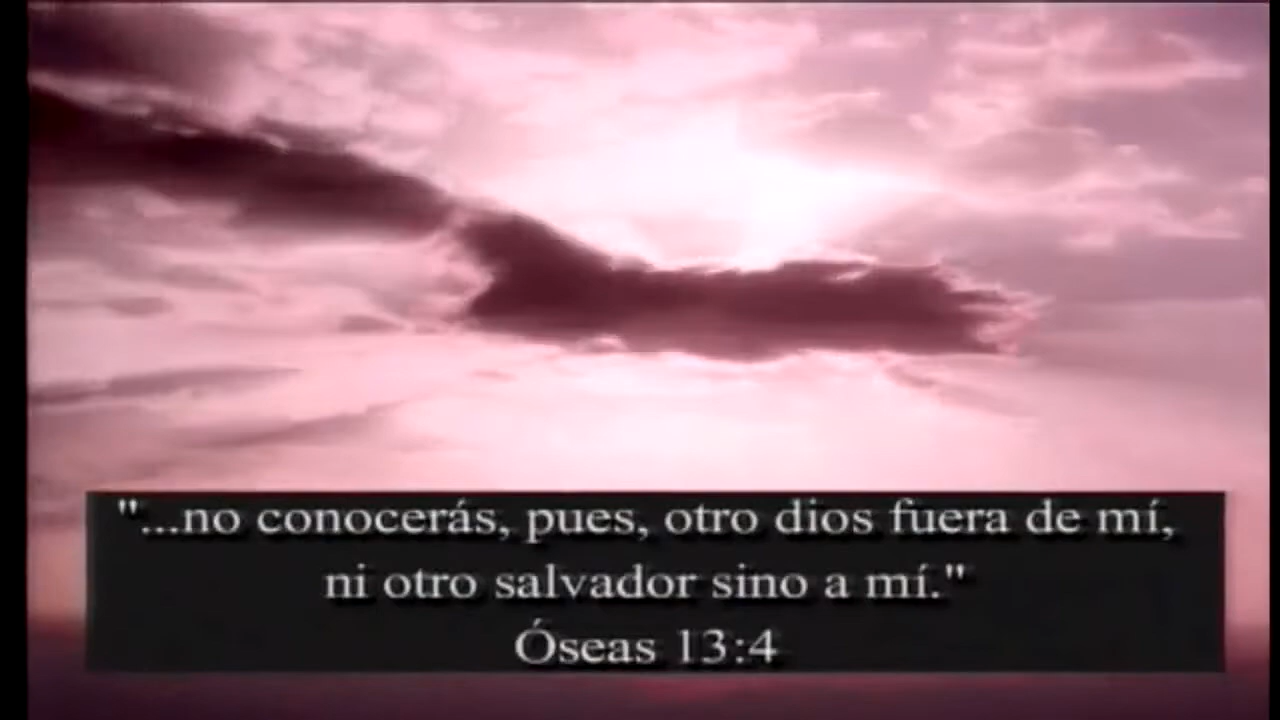 "...no conocerás, pues, otro dios fuera de mí,
ni otro salvador sino a mí."
Óseas 13:4